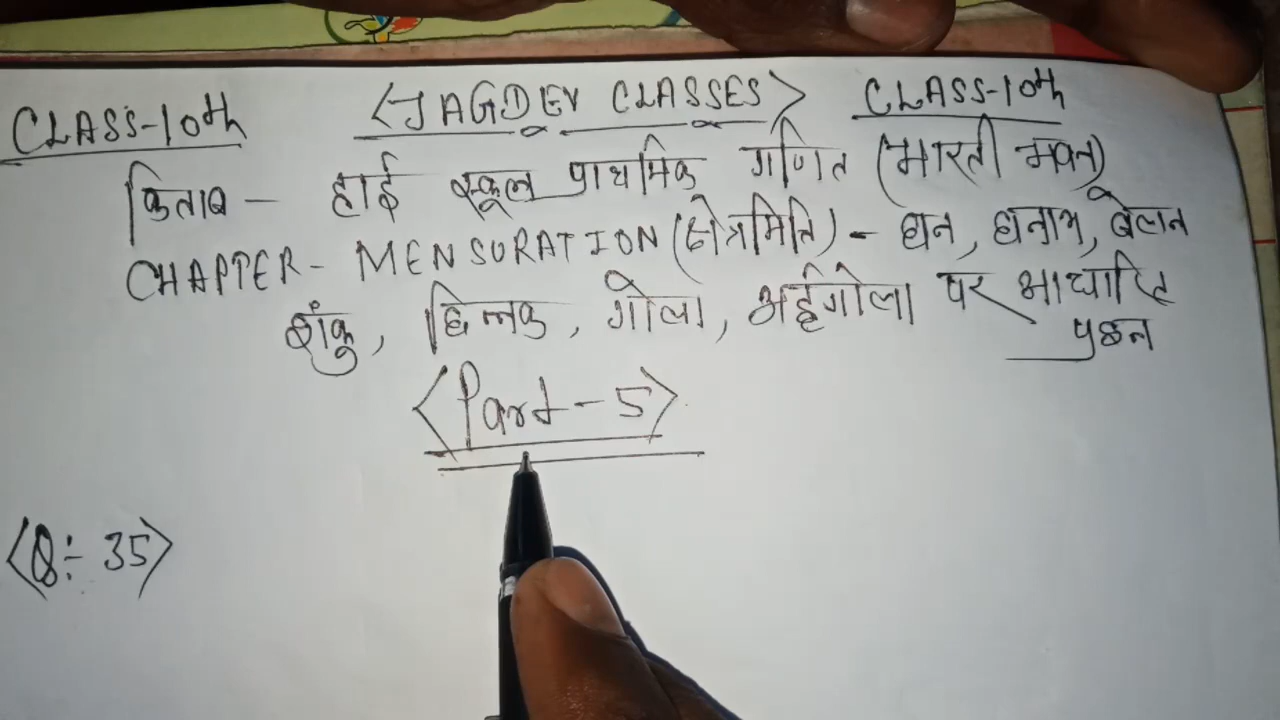 CLASS-10th <JAGDEV CLASSES> CLASS-10th
किताब - हाई स्कूल प्राथमिक गणित (भारती भवन)
CHAPTER - MENSURATION (क्षेत्रमिति) - घन, घनाभ, बेलन
शंकु, छिन्नक, गोला, अर्द्धगोला पर आधारित
प्रश्न
<Part-5>
<Q÷ 35>